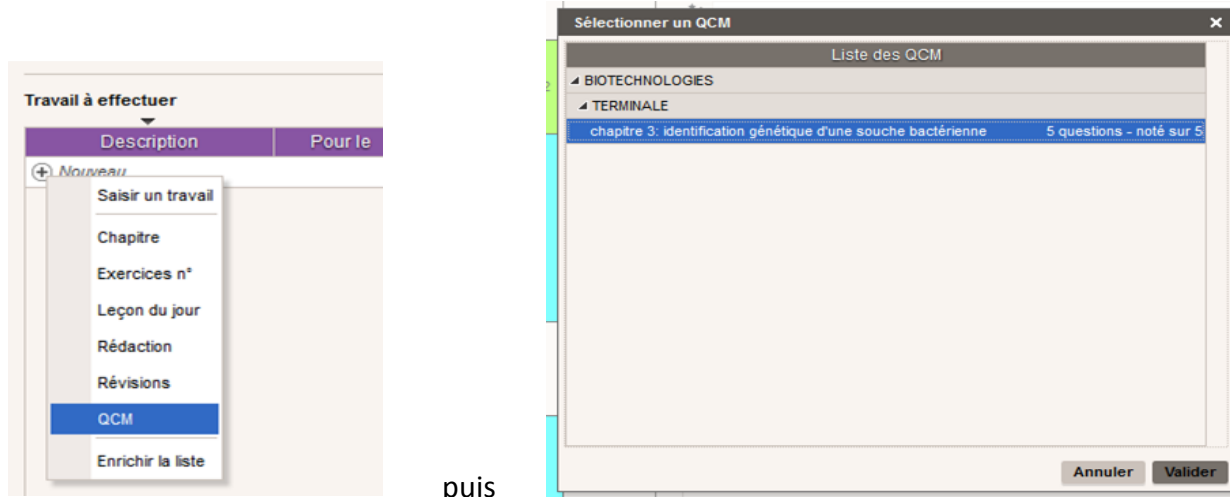 Travail à effectuer
Description Pour le
Nouveau
Saisir un travail
Chapitre
Exercices n°
Leçon du jour
Rédaction
Révisions
QCM
Enrichir la liste
puis
Sélectionner un QCM
Liste des QCM
BIOTECHNOLOGIES
TERMINALE
chapitre 3: identification génétique d'une souche bactérienne 5 questions - noté sur 5
Annuler Valider